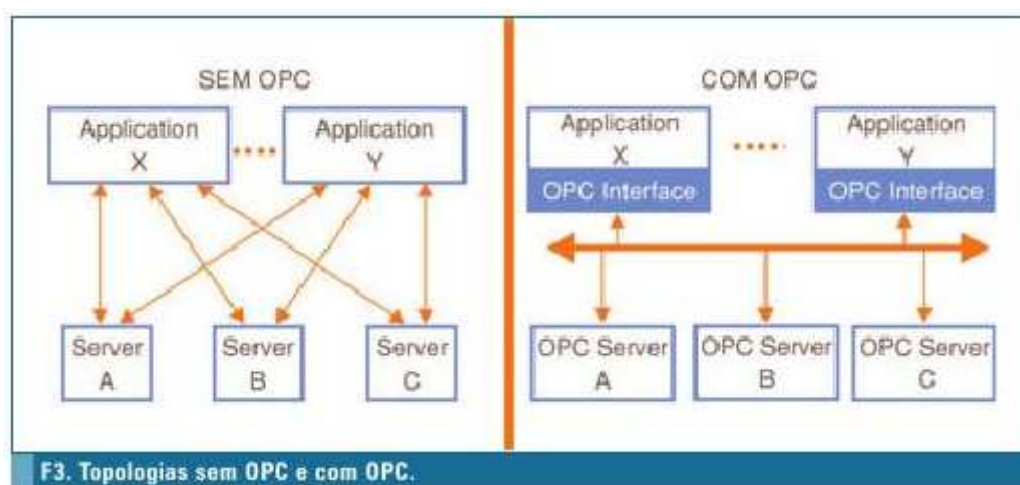 SEM OPC
Application
X
Application
Y
Server
A
Server
B
Server
C
COM OPC
Application
X
OPC Interface
Application
Y
OPC Interface
OPC Server
A
OPC Server
B
OPC Server
C
F3. Topologias sem OPC e com OPC.